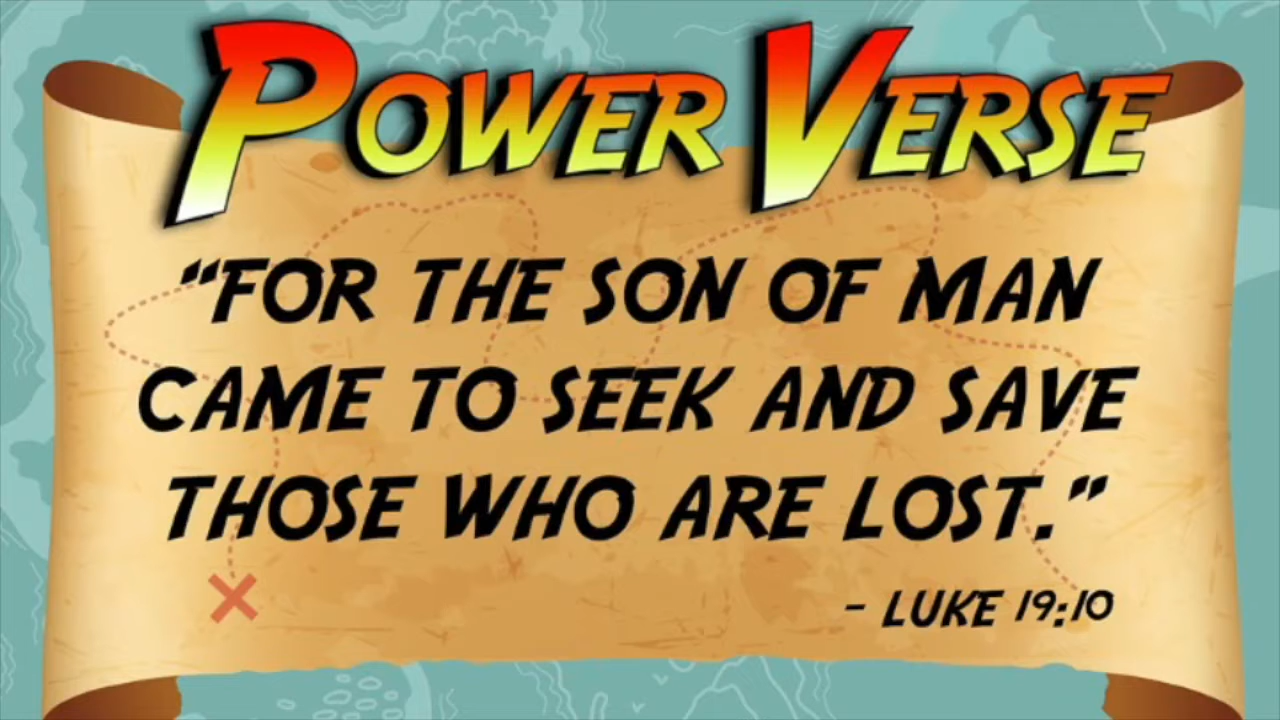 POWER VERSE
"FOR THE SON OF MAN
CAME TO SEEK AND SAVE
THOSE WHO ARE LOST."
- LUKE 19:10